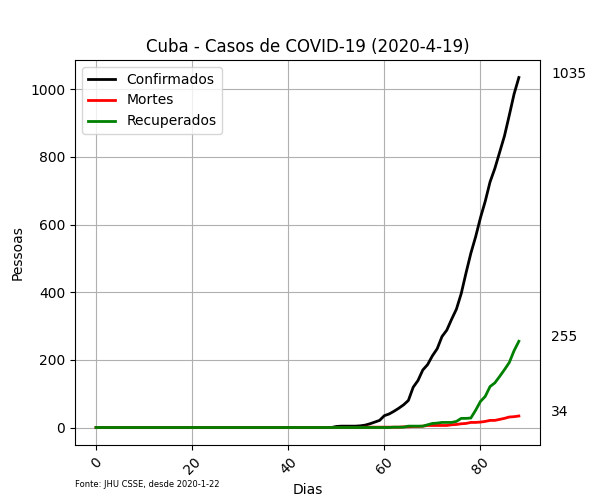 Cuba - Casos de COVID-19 (2020-4-19)
Confirmados
Mortes
Recuperados
1035
255
34
Pessoas
1000
800
600
400
200
0
0
20
40
60
80
Dias
Fonte: JHU CSSE, desde 2020-1-22